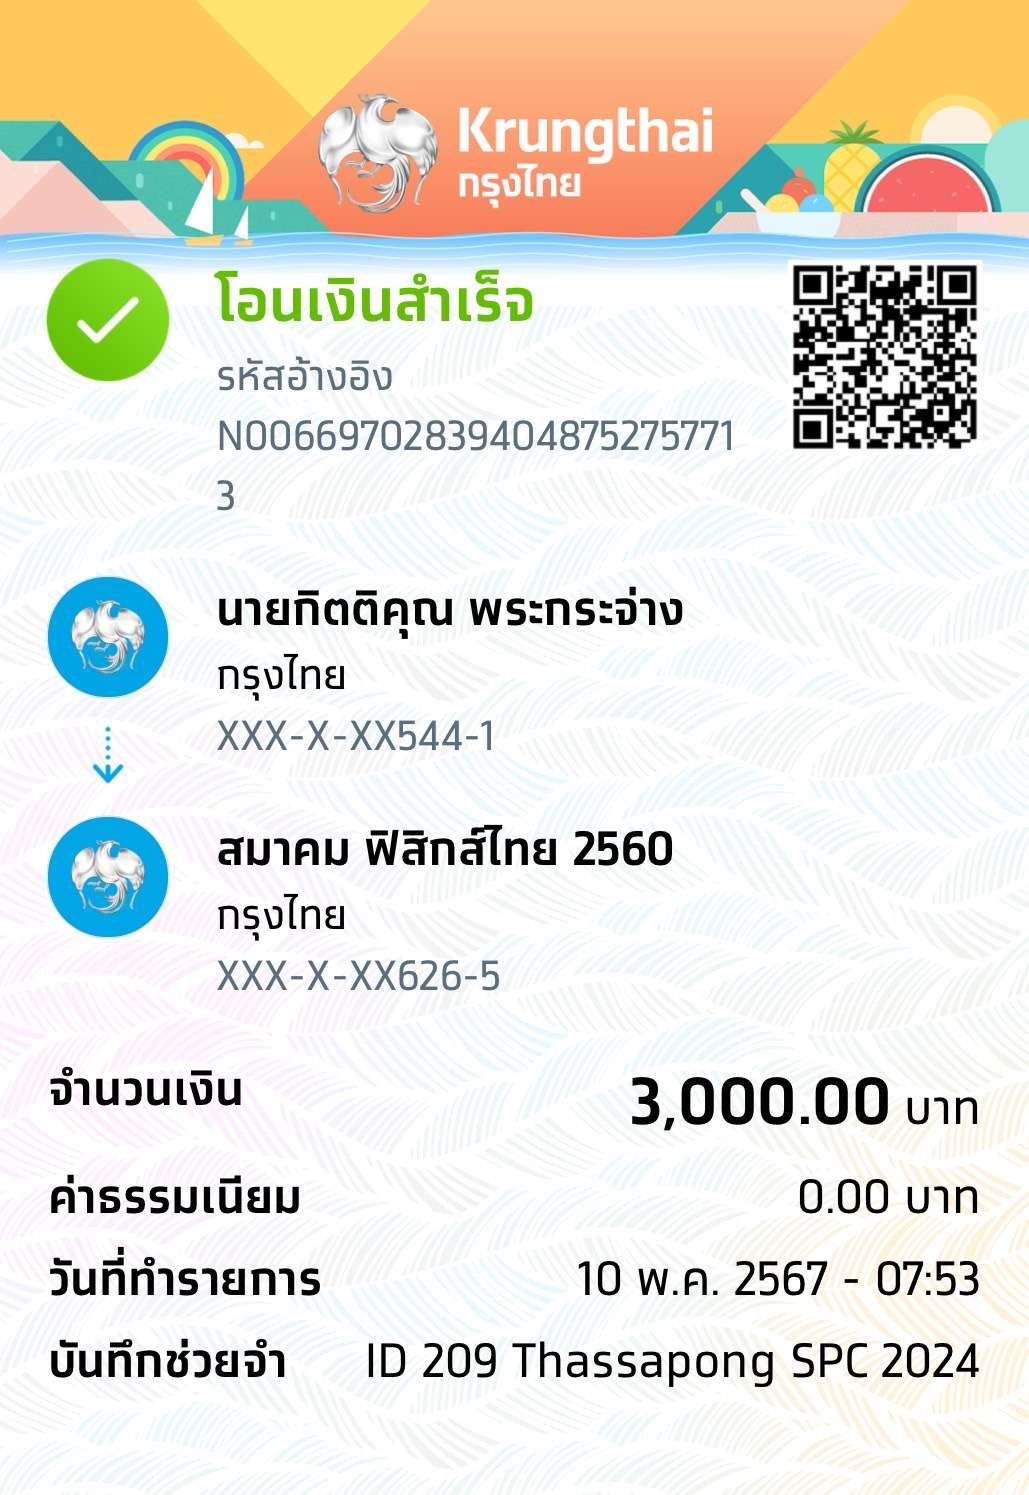 Krungthai
กรุงไทย
โอนเงินสำเร็จ
รหัสอ้างอิง
N0066970283940487527577​1
3
นายกิตติคุณ พระกระจ่าง
กรุงไทย
XXX-X-XX544-1
สมาคม ฟิสิกส์ไทย 2560
กรุงไทย
XXX-X-XX626-5
จำนวนเงิน 3,000.00 บาท
ค่าธรรมเนียม 0.00 บาท
วันที่ทำรายการ 10 พ.ค. 2567 - 07:53
บันทึกช่วยจำ ID 209 Thassapong SPC 2024